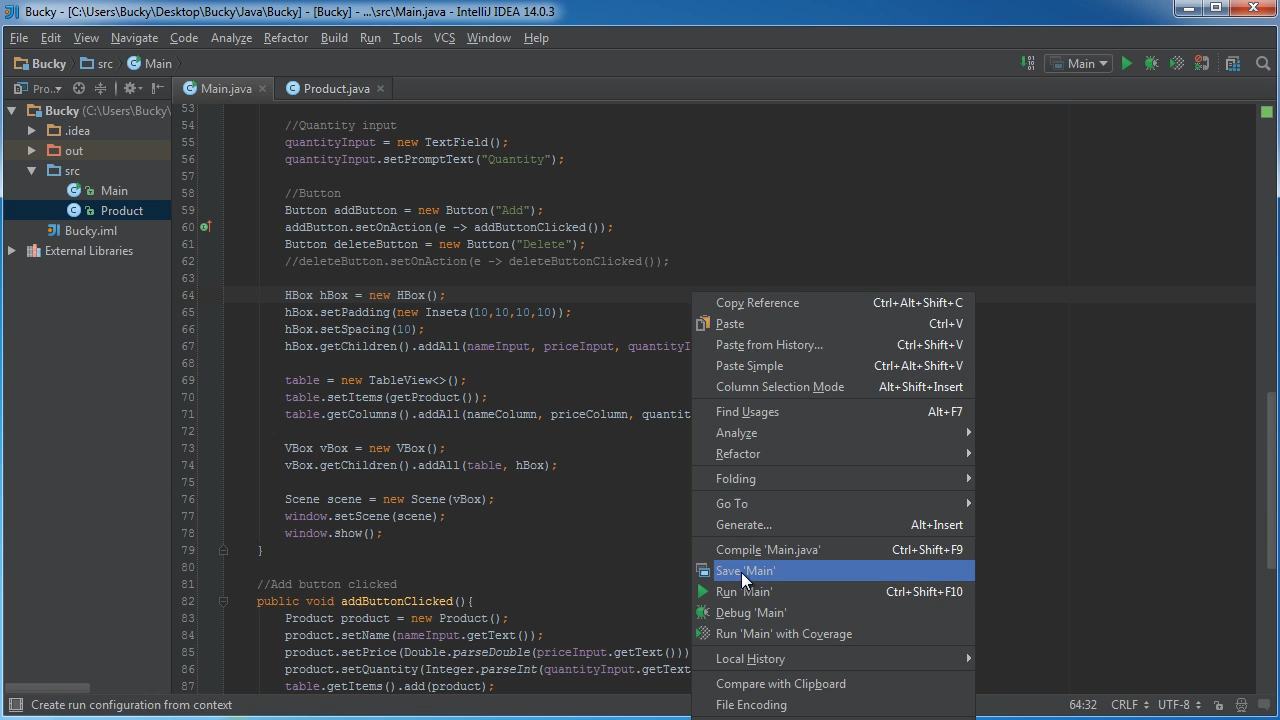 Bucky - [C:\Users\Bucky\Desktop\Bucky\Java\Bucky] - [Bucky] - ...\src\Main.java - IntelliJ IDEA 14.0.3
File Edit View Navigate Code Analyze Refactor Build Run Tools VCS Window Help
Bucky src Main
Main
Pro..
Main.java Product.java
Bucky (C:\Users\Bucky\
.idea
out
src
Main
Product
Bucky.iml
External Libraries
53
54 //Quantity input
55 quantityInput = new TextField();
56 quantityInput.setPromptText("Quantity");
57
58 //Button
59 Button addButton = new Button("Add");
60 addButton.setOnAction(e -> addButtonClicked());
61 Button deleteButton = new Button("Delete");
62 //deleteButton.setOnAction(e -> deleteButtonClicked());
63
64 HBox hBox = new HBox();
65 hBox.setPadding(new Insets(10,10,10,10));
66 hBox.setSpacing(10);
67 hBox.getChildren().addAll(nameInput, priceInput, quantityI
68
69 table = new TableView<>();
70 table.setItems(getProduct());
71 table.getColumns().addAll(nameColumn, priceColumn, quantit
72
73 VBox vBox = new VBox();
74 vBox.getChildren().addAll(table, hBox);
75
76 Scene scene = new Scene(vBox);
77 window.setScene(scene);
78 window.show();
79 }
80
81 //Add button clicked
82 public void addButtonClicked(){
83 Product product = new Product();
84 product.setName(nameInput.getText());
85 product.setPrice(Double.parseDouble(priceInput.getText()))
86 product.setQuantity(Integer.parseInt(quantityInput.getText
87 table.getItems().add(product);
Copy Reference Ctrl+Alt+Shift+C
Paste Ctrl+V
Paste from History... Ctrl+Shift+V
Paste Simple Ctrl+Alt+Shift+V
Column Selection Mode Alt+Shift+Insert
Find Usages Alt+F7
Analyze
Refactor
Folding
Go To
Generate... Alt+Insert
Compile 'Main.java' Ctrl+Shift+F9
Save 'Main'
Run 'Main' Ctrl+Shift+F10
Debug 'Main'
Run 'Main' with Coverage
Local History
Compare with Clipboard
File Encoding
Create run configuration from context 64:32 CRLF UTF-8